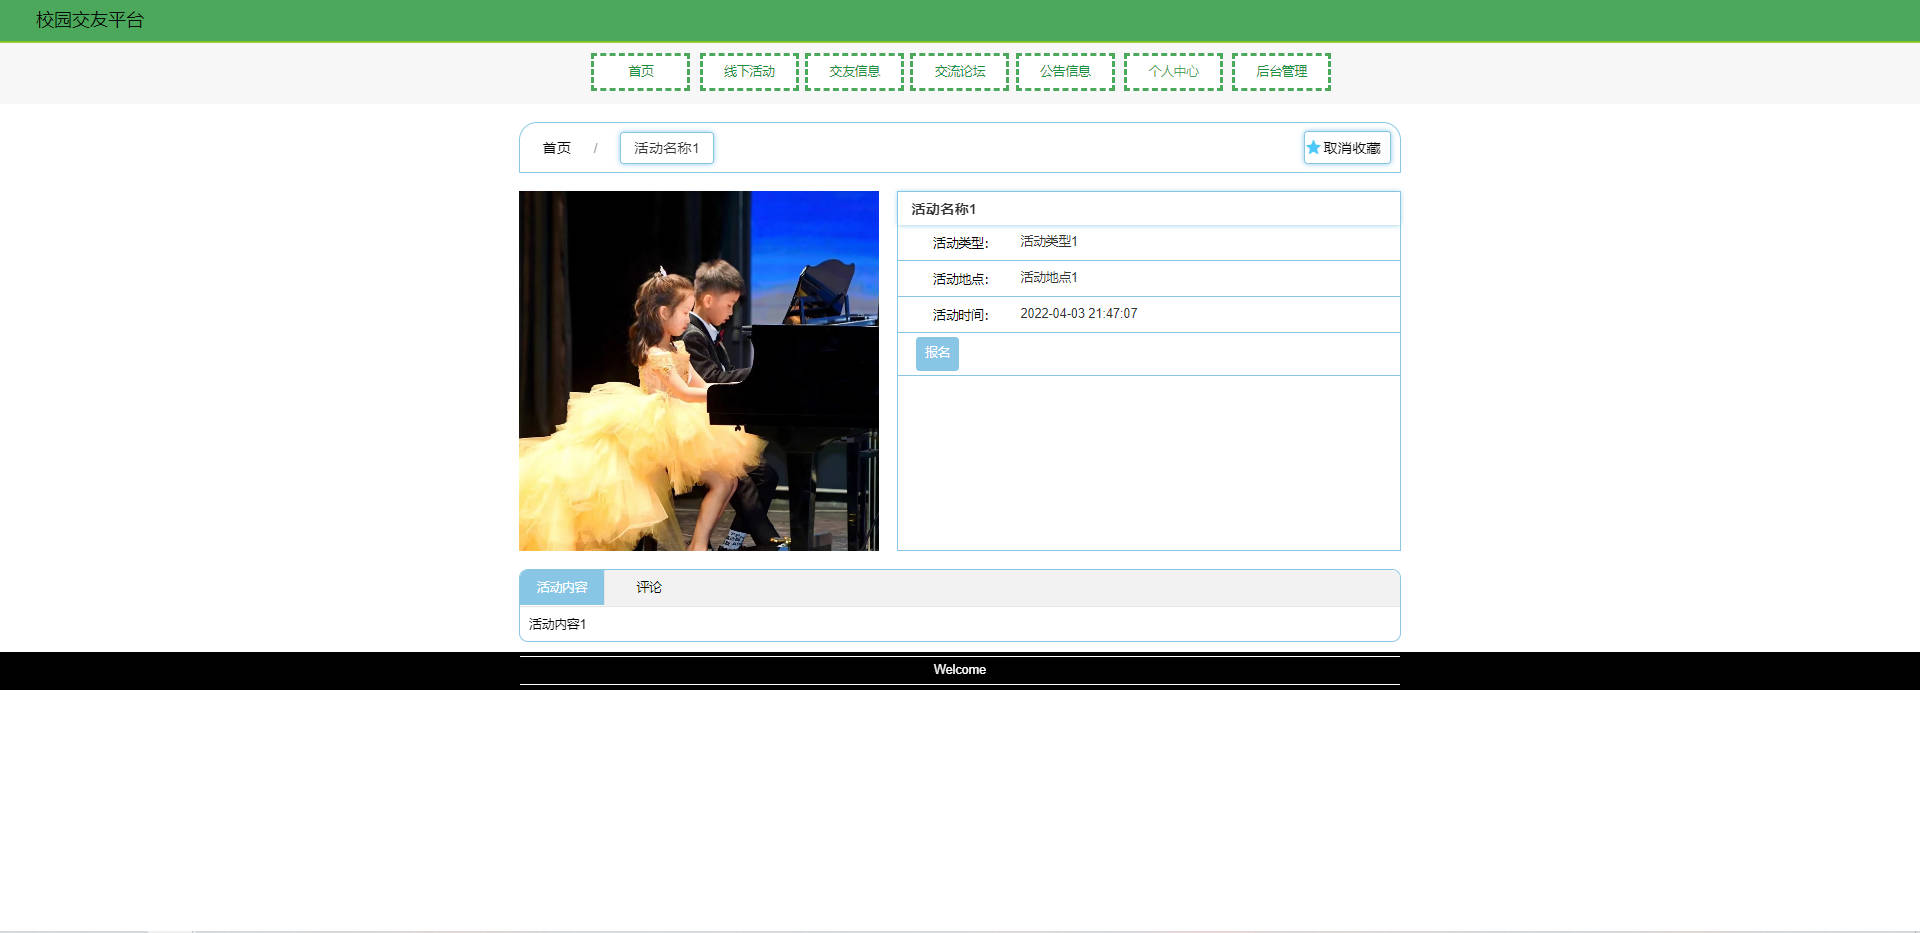 校园交友平台
首页 线下活动 交友信息 交流论坛 公告信息 个人中心 后台管理
首页 / 活动名称1 取消收藏
活动名称1
活动类型: 活动类型1
活动地点: 活动地点1
活动时间: 2022-04-03 21:47:07
报名
活动内容 评论
活动内容1
Welcome